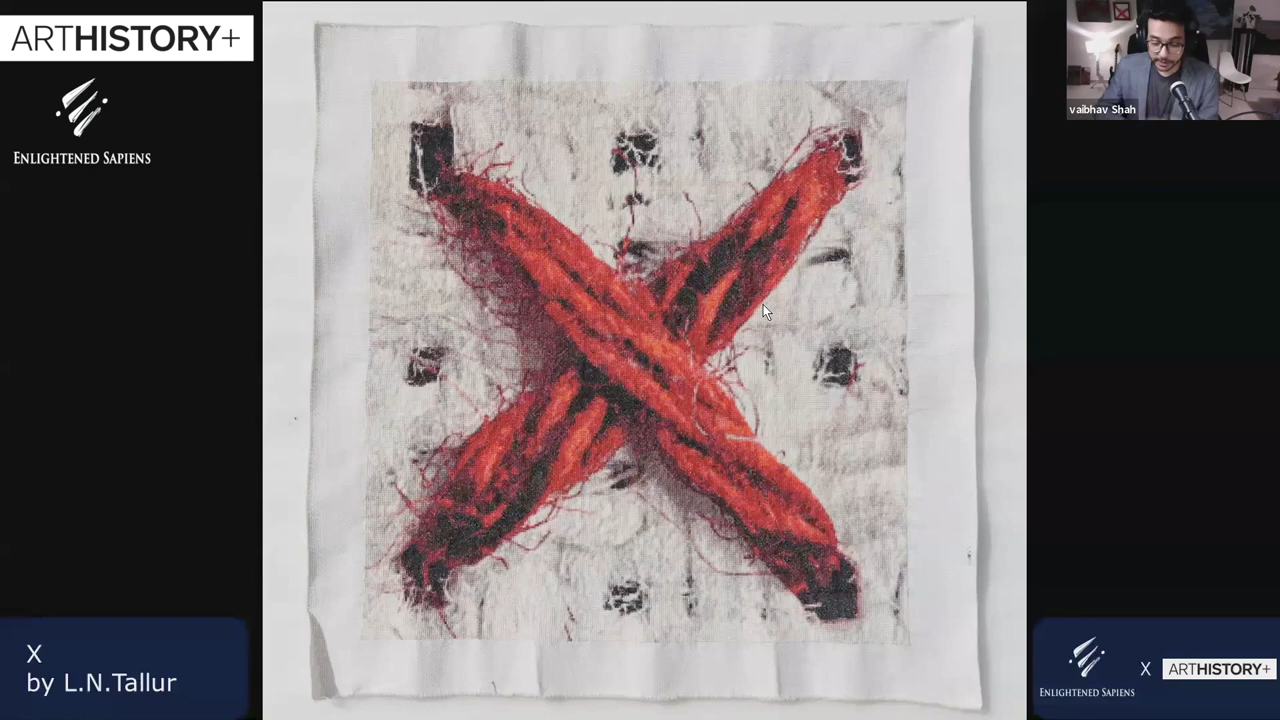 ARTHISTORY+
ENLIGHTENED SAPIENS
vaibhav Shah
X
by L.N.Tallur
ENLIGHTENED SAPIENS
X
ARTHISTORY+